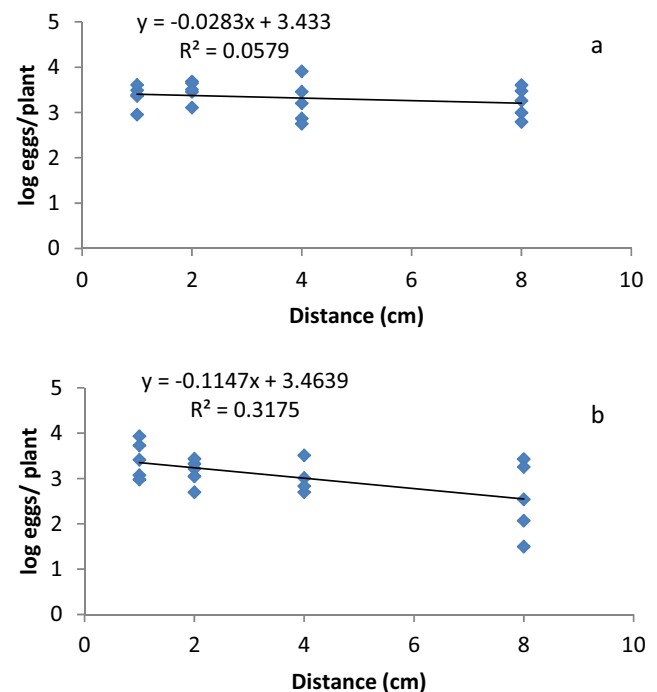 y = -0.0283x + 3.433
R² = 0.0579
a
5
4
3
2
1
0
log eggs/ plant
0 2 4 6 8 10
Distance (cm)
y = -0.1147x + 3.4639
R² = 0.3175
b
5
4
3
2
1
0
log eggs/ plant
0 2 4 6 8 10
Distance (cm)